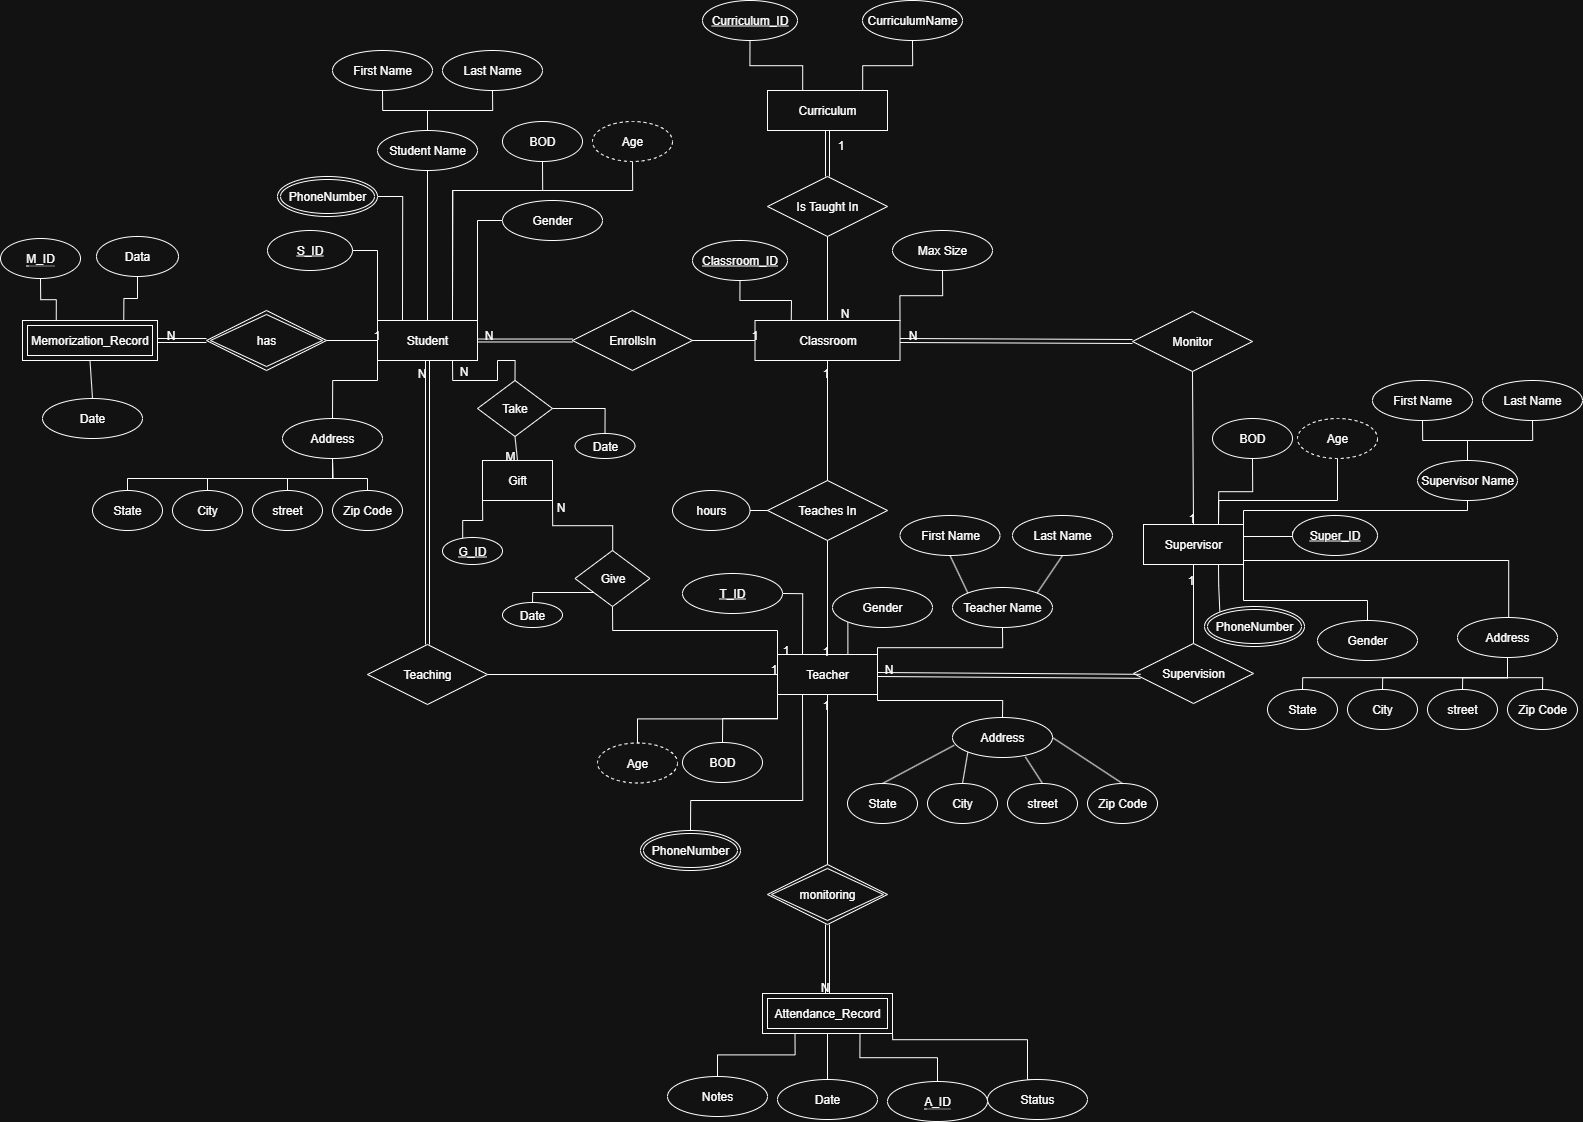 Curriculum_ID
CurriculumName
First Name
Last Name
Curriculum
1
BOD
Age
Student Name
PhoneNumber
Is Taught In
Gender
S_ID
M_ID
Data
Classroom_ID
Max Size
N
Memorization_Record
N
has
1
Student
N
EnrollsIn
1
Classroom
N
Monitor
N
N
1
Take
Date
Date
First Name
Last Name
Address
BOD
Age
M
Gift
Supervisor Name
State
City
street
Zip Code
N
hours
Teaches In
1
First Name
Last Name
Super_ID
Supervisor
G_ID
Give
1
T_ID
Gender
Teacher Name
Date
PhoneNumber
Gender
Address
1
1
Teaching
1
Teacher
N
Supervision
1
State
City
street
Zip Code
Age
BOD
Address
State
City
street
Zip Code
PhoneNumber
monitoring
N
Attendance_Record
Notes
Date
A_ID
Status